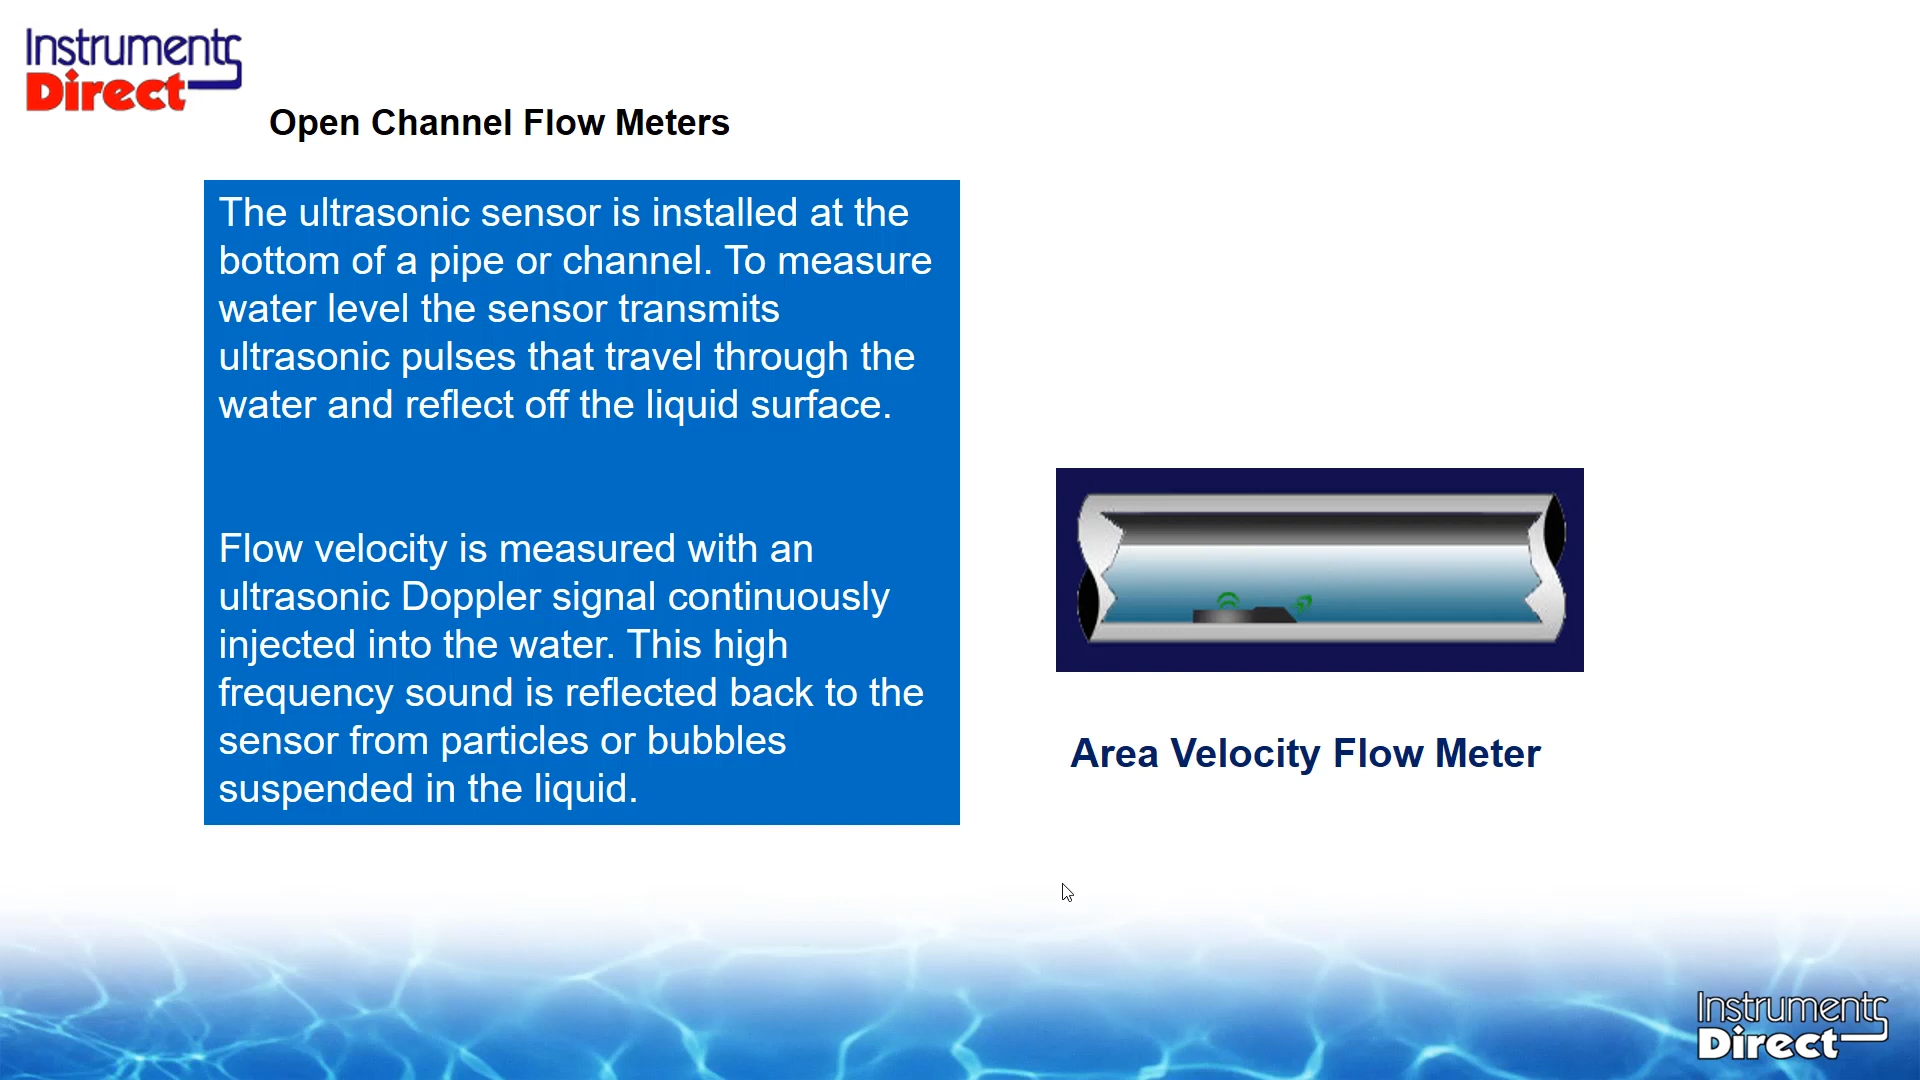 Instruments
Direct
Open Channel Flow Meters
The ultrasonic sensor is installed at the
bottom of a pipe or channel. To measure
water level the sensor transmits
ultrasonic pulses that travel through the
water and reflect off the liquid surface.
Flow velocity is measured with an
ultrasonic Doppler signal continuously
injected into the water. This high
frequency sound is reflected back to the
sensor from particles or bubbles
suspended in the liquid.
Area Velocity Flow Meter
Instruments
Direct